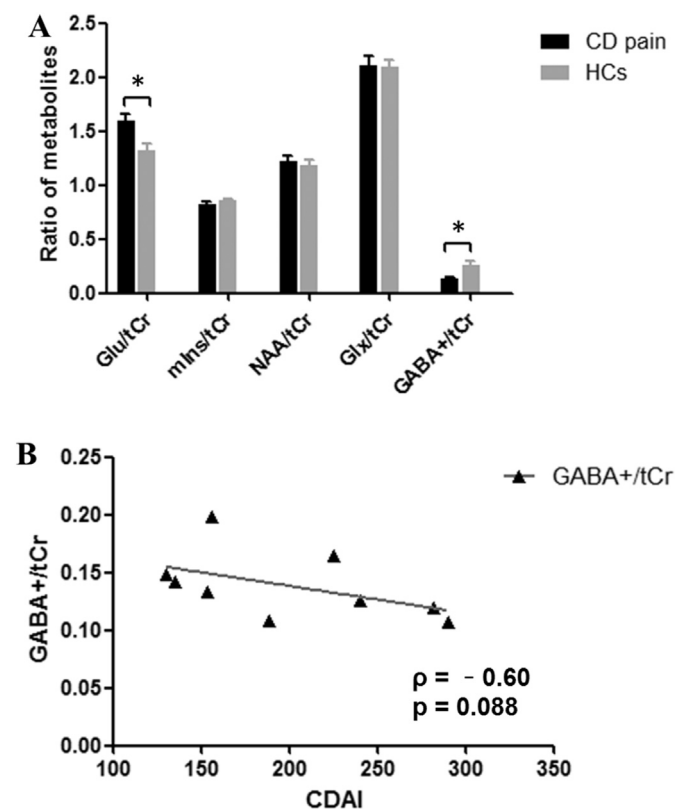 A
Ratio of metabolites
2.5
2.0
1.5
1.0
0.5
0.0
*
*
CD pain
HCs
Glu/tCr
mIns/tCr
NAA/tCr
Glx/tCr
GABA+/tCr
B
GABA+/tCr
0.25
0.20
0.15
0.10
0.05
0.00
GABA+/tCr
ρ = - 0.60
p = 0.088
100
150
200
250
300
350
CDAI